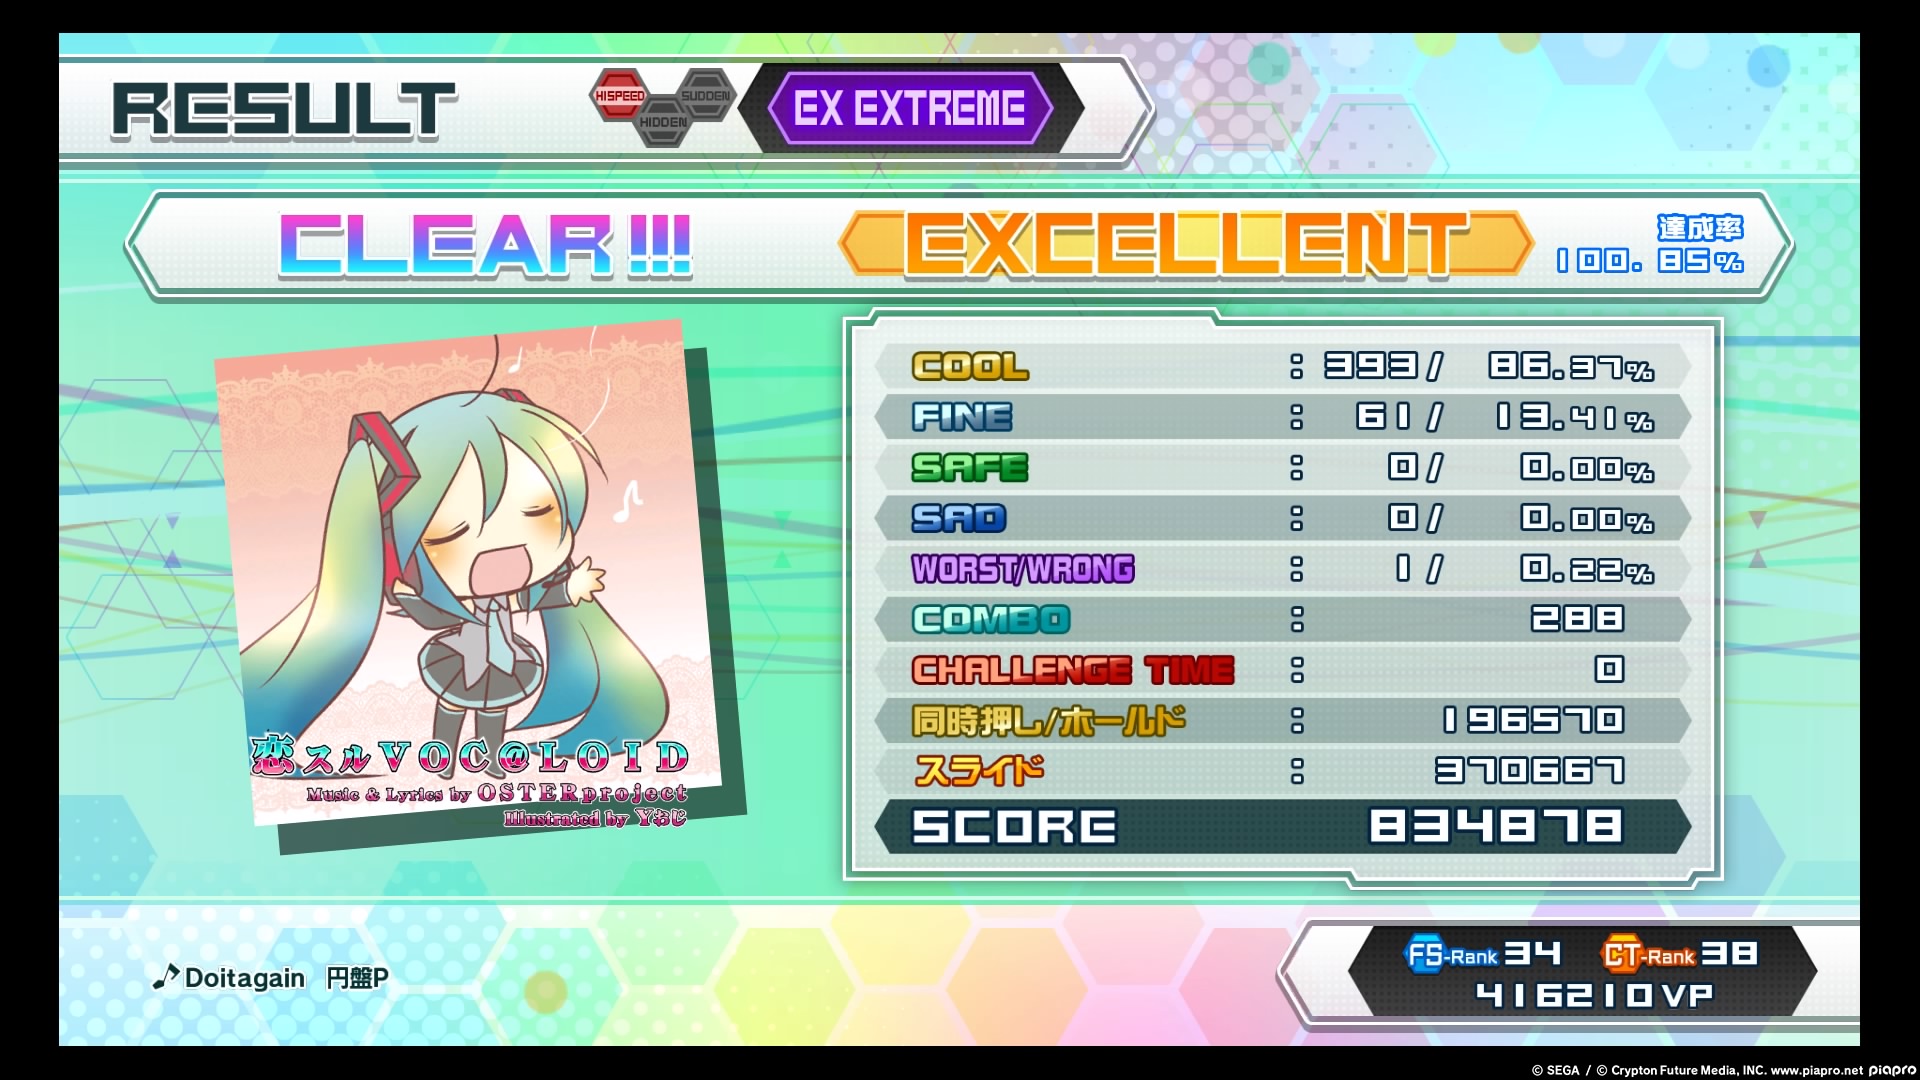 RESULT
HISPEED
HIDDEN
SUDDEN
EX EXTREME
CLEAR!!!
EXCELLENT
達成率
100.85%
COOL : 393/ 86.37%
FINE : 61/ 13.41%
SAFE : 0/ 0.00%
SAD : 0/ 0.00%
WORST/WRONG : 1/ 0.22%
COMBO : 288
CHALLENGE TIME : 0
同時押し/ホールド : 196570
スライド : 370667
SCORE 834878
恋スルVOC@LOID
Music & Lyrics by OSTERproject
Illustrated by Yおじ
♪Doitagain 円盤P
FS-Rank 34 CT-Rank 38
416210VP
© SEGA / © Crypton Future Media, INC. www.piapro.net piapro